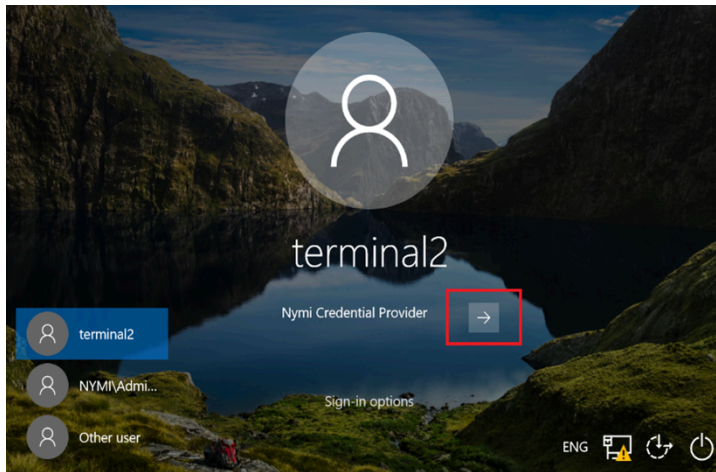 terminal2
Nymi Credential Provider
Sign-in options
terminal2
NYMI\Admi...
Other user
ENG